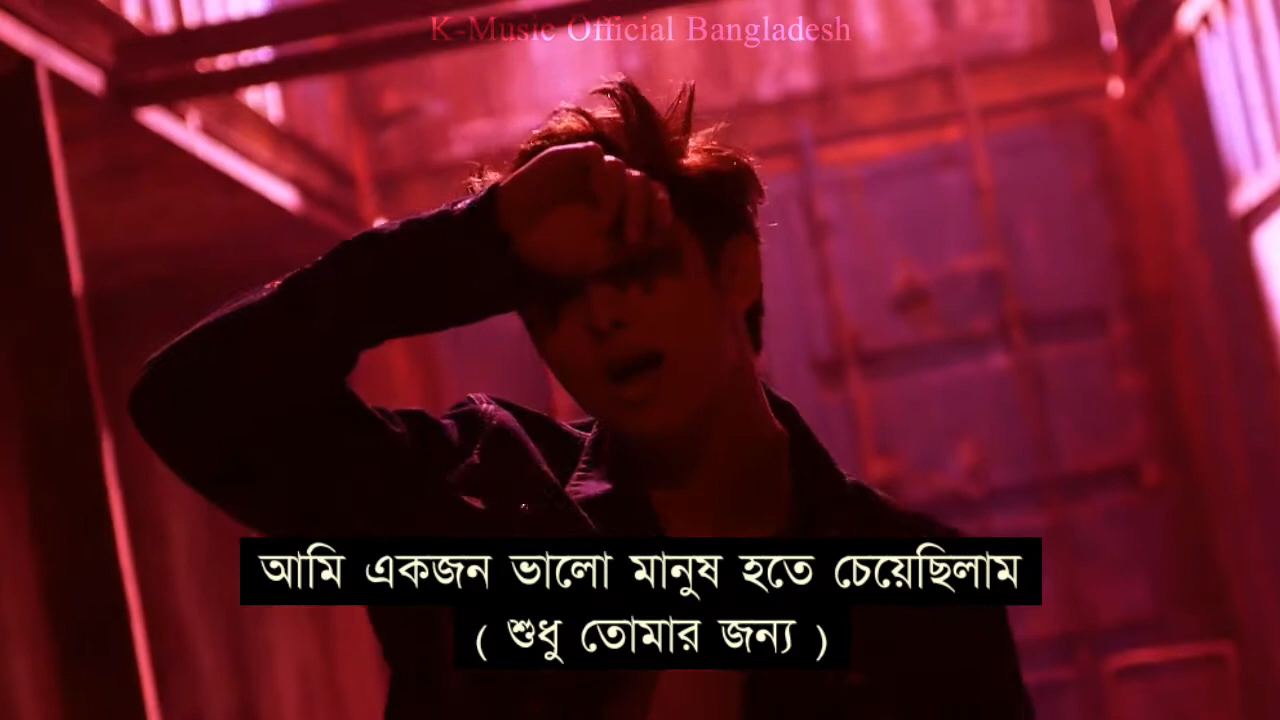 K-Music Official Bangladesh
আমি একজন ভালো মানুষ হতে চেয়েছিলাম
( শুধু তোমার জন্য )